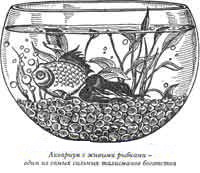 Аквариум с живыми рыбками –
один из самых сильных талисманов богатства